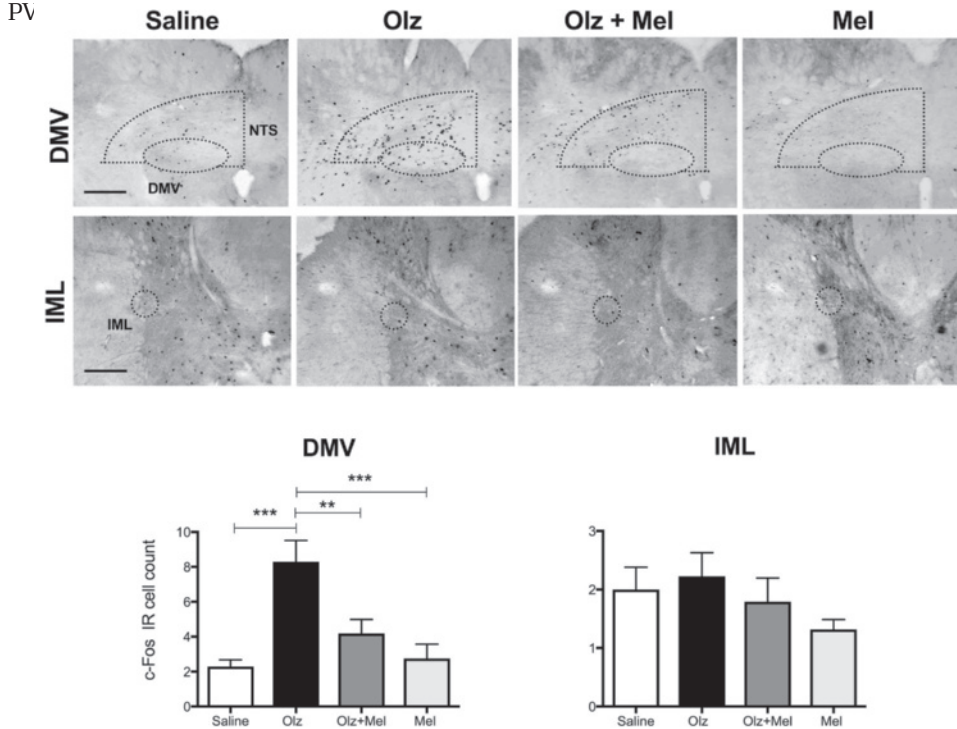 PV
Saline Olz Olz + Mel Mel
DMV
NTS
DMV
IML
IML
DMV IML
*** ** ***
c-Fos IR cell count
10
8
6
4
2
0
Saline Olz Olz+Mel Mel
3
2
1
0
Saline Olz Olz+Mel Mel